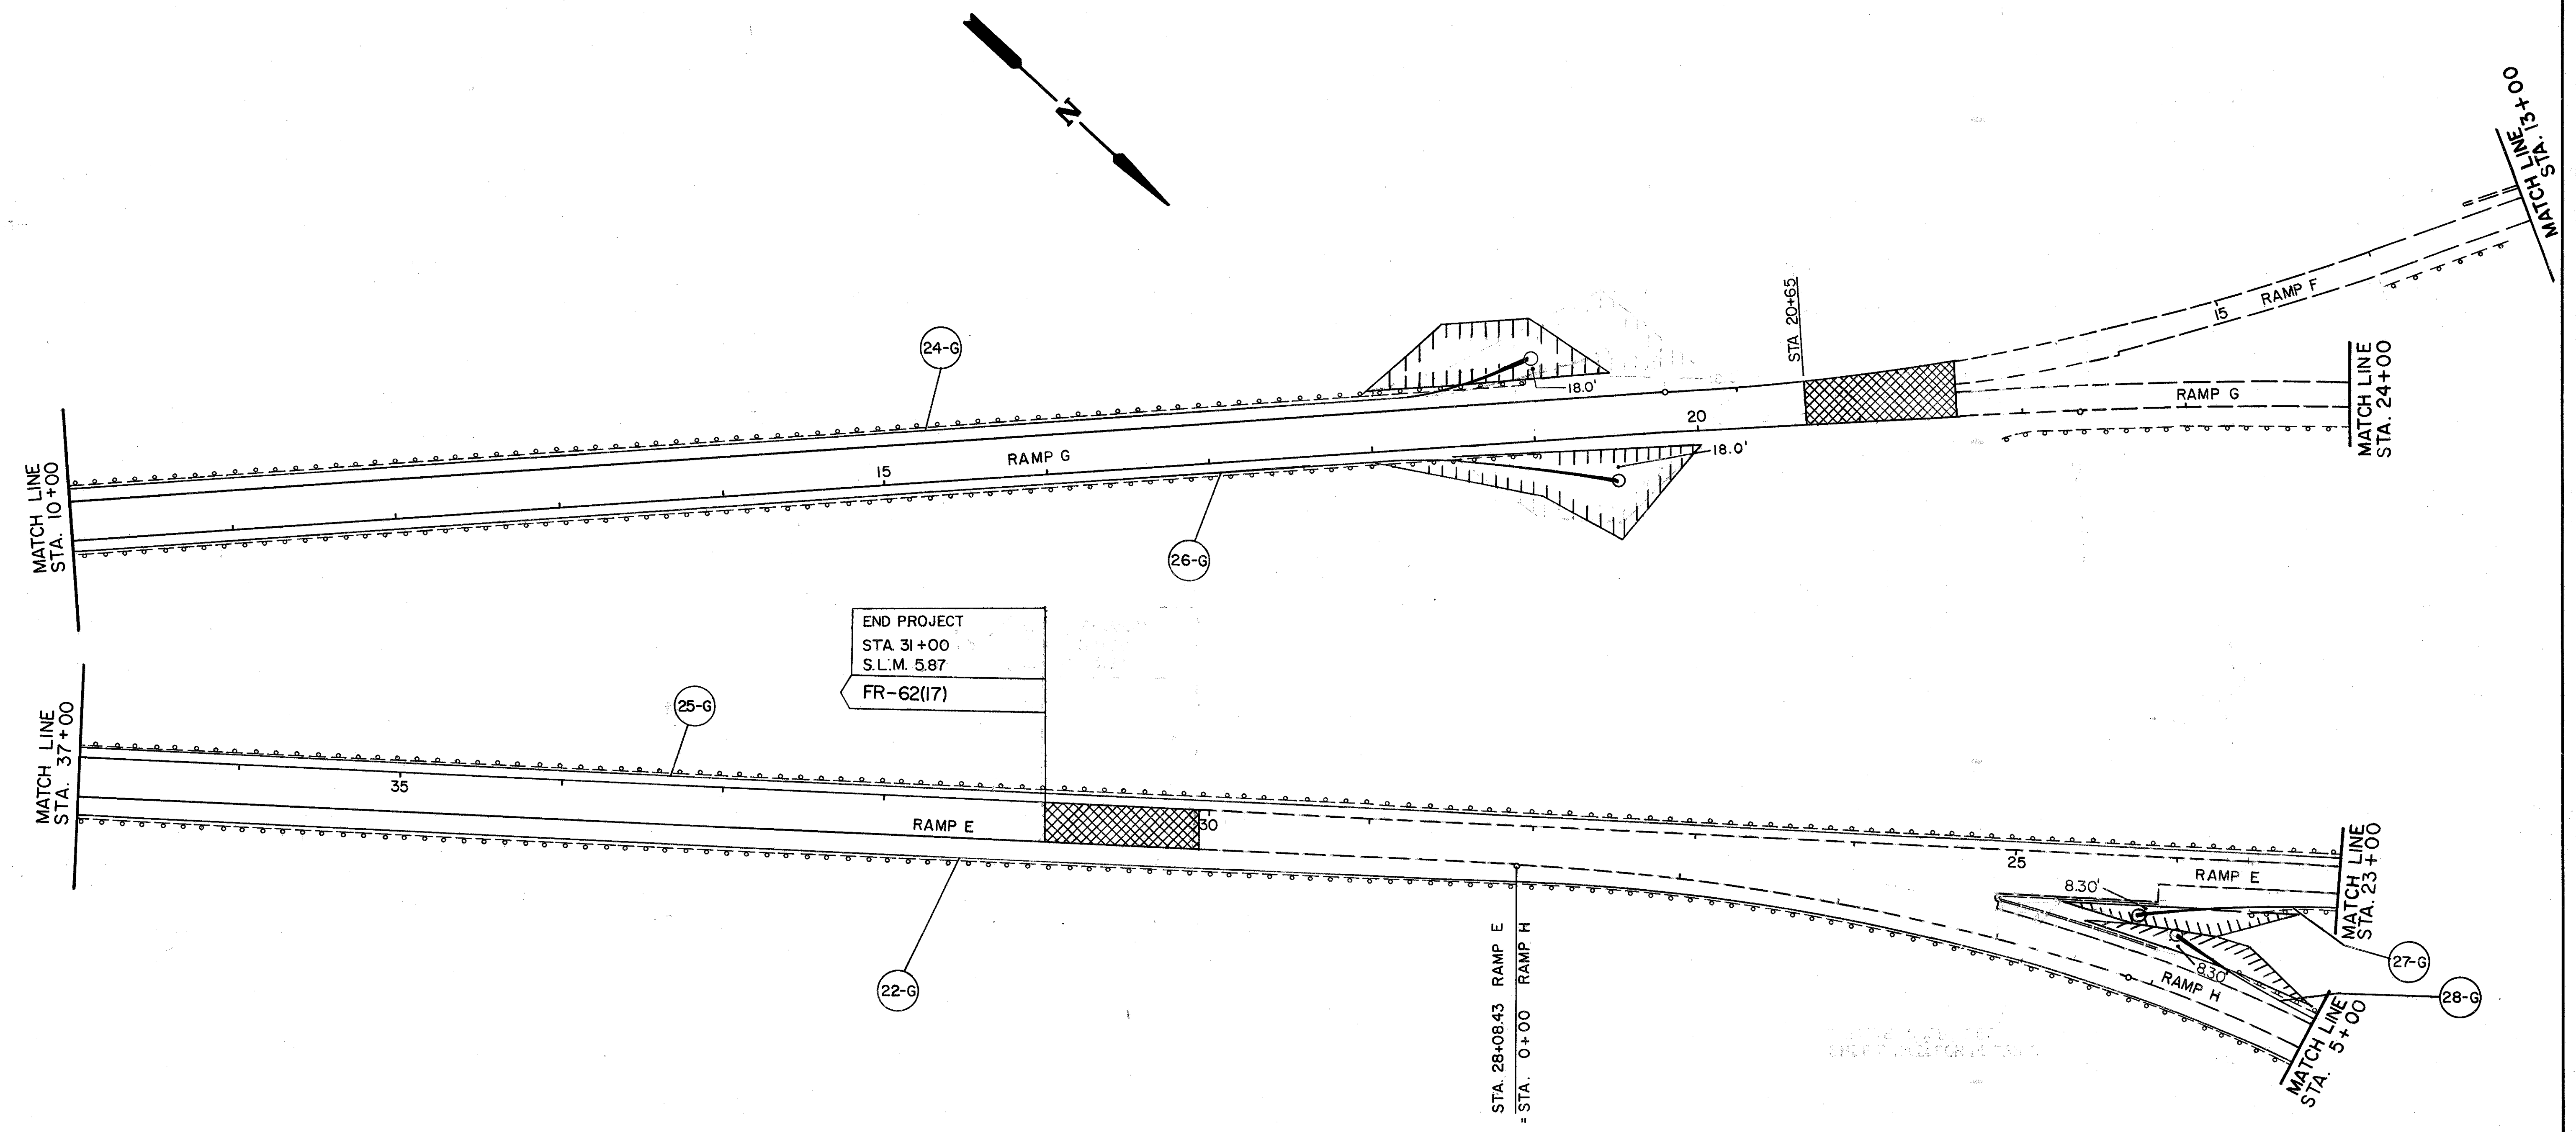 N
MATCH LINE
STA. 13+00
STA 20+65
RAMP F
15
24-G
18.0'
RAMP G
MATCH LINE
STA. 24+00
20
18.0'
RAMP G
15
MATCH LINE
STA. 10+00
26-G
END PROJECT
STA. 31+00
S.L.M. 5.87
FR-62(17)
25-G
MATCH LINE
STA. 37+00
35
RAMP E
30
25
RAMP E
8.30'
MATCH LINE
STA. 23+00
22-G
STA. 28+08.43 RAMP E
= STA. 0+00 RAMP H
8.30'
RAMP H
27-G
28-G
MATCH LINE
STA. 5+00